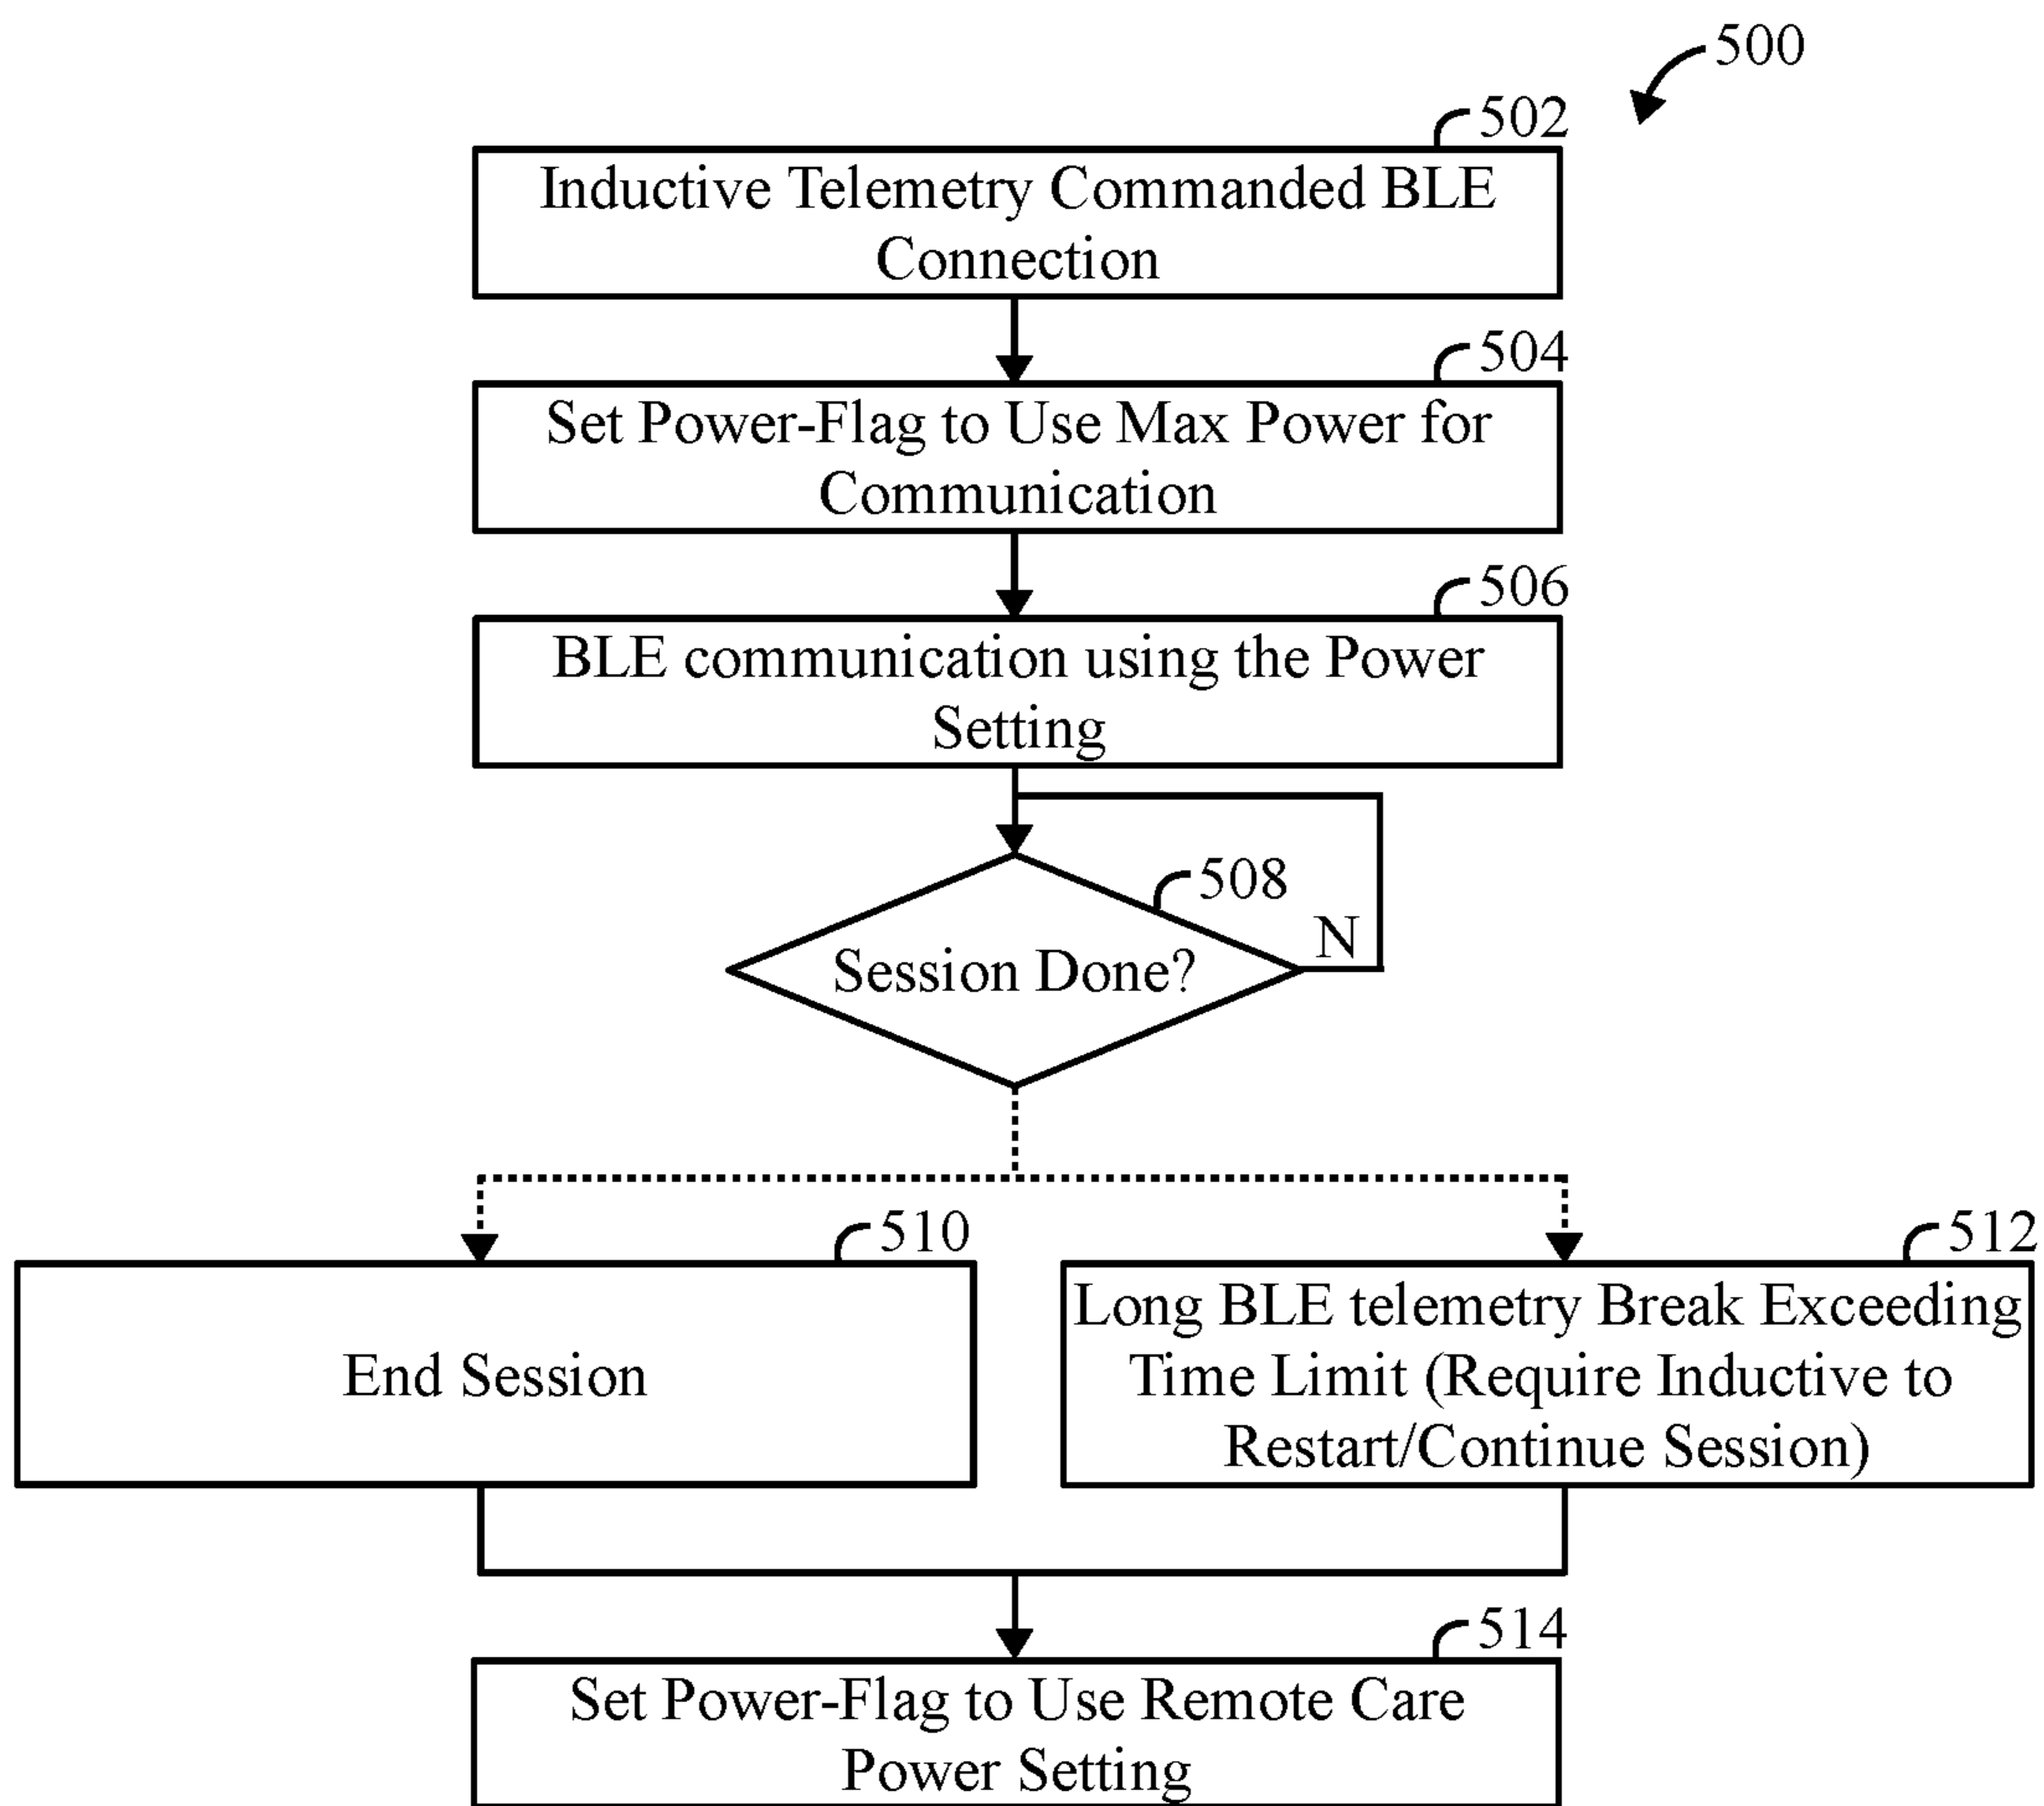 500
502
Inductive Telemetry Commanded BLE
Connection
504
Set Power-Flag to Use Max Power for
Communication
506
BLE communication using the Power
Setting
508
Session Done?
N
510
End Session
512
Long BLE telemetry Break Exceeding
Time Limit (Require Inductive to
Restart/Continue Session)
514
Set Power-Flag to Use Remote Care
Power Setting